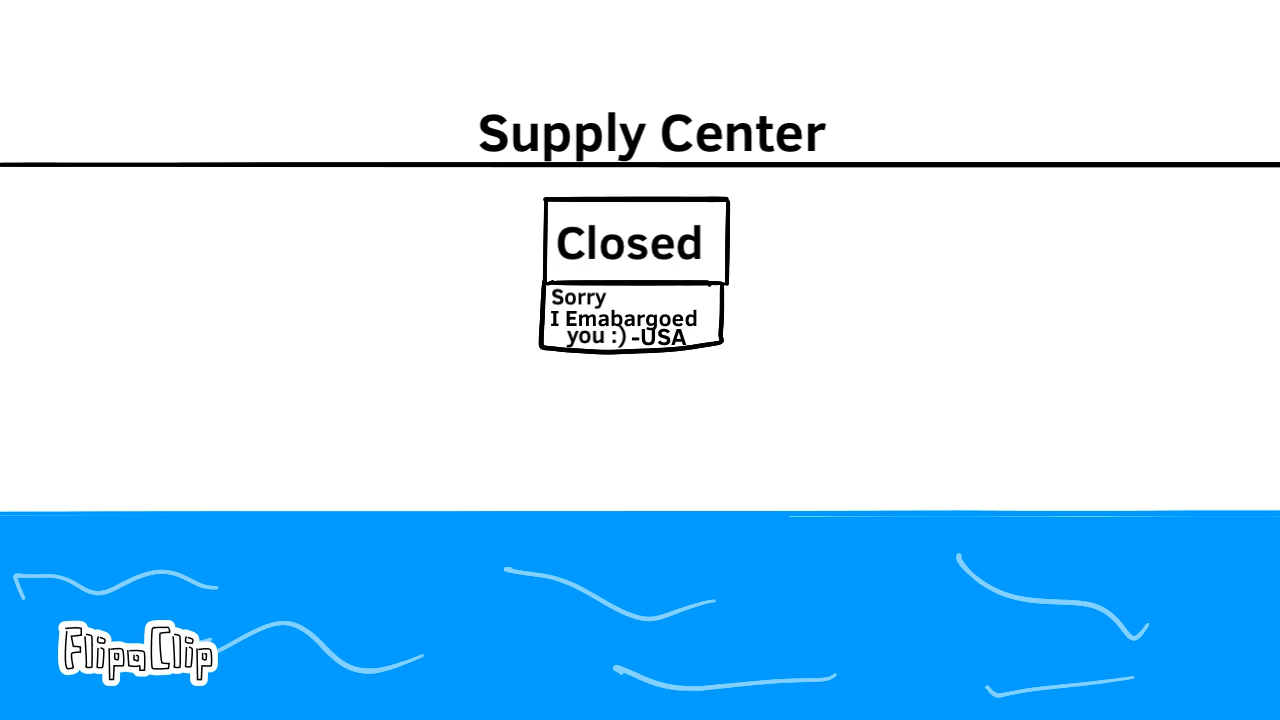 Supply Center
Closed
Sorry
I Emabargoed
you :) -USA
FlipaClip